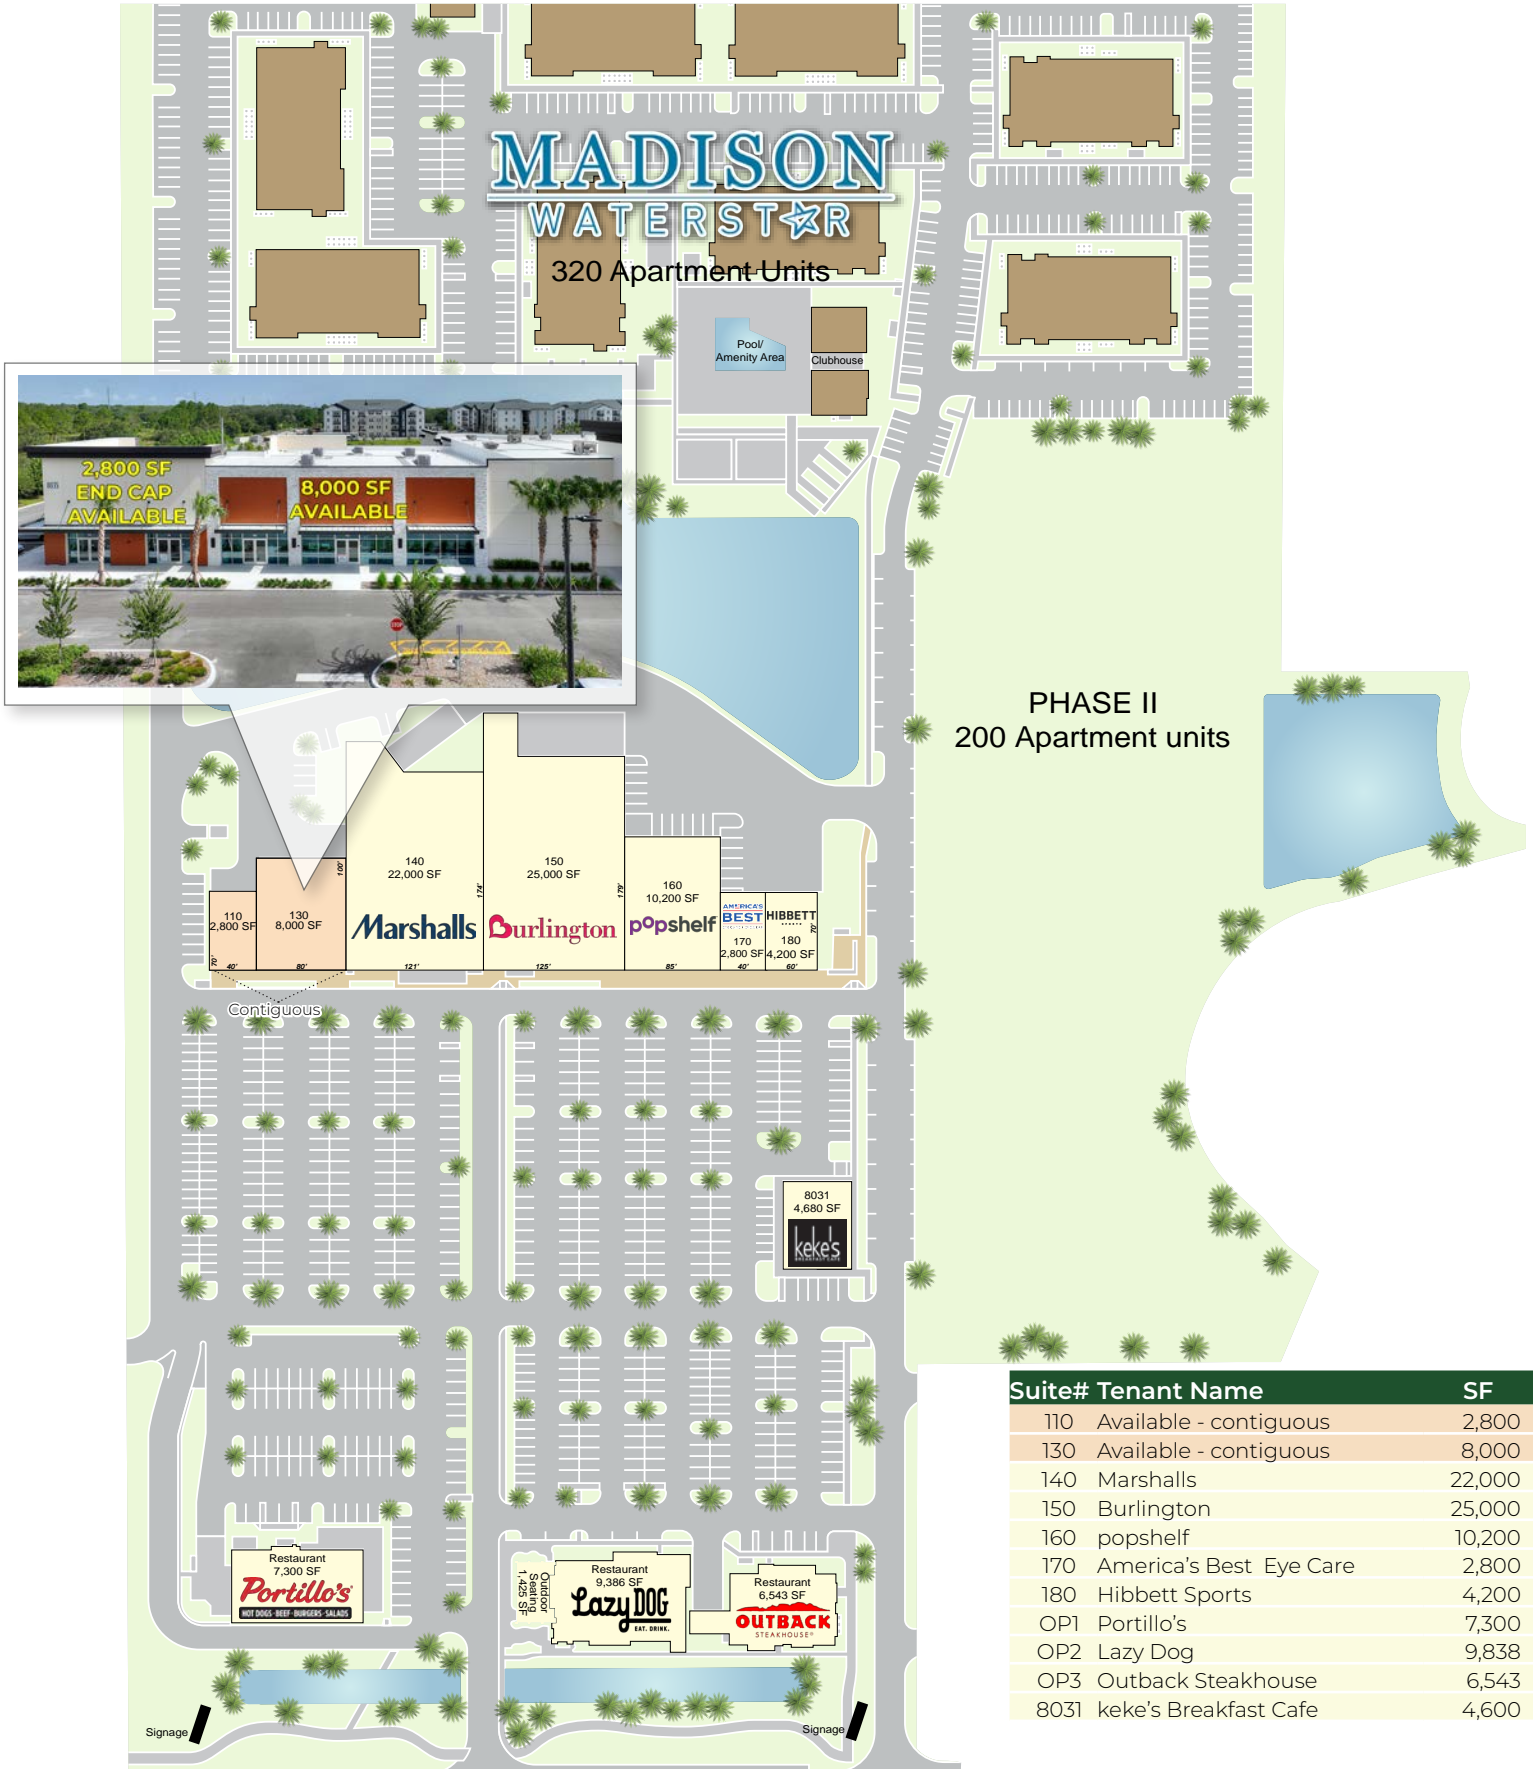 MADISON
WATERSTAR
320 Apartment Units
Pool/
Amenity Area
Clubhouse
2,800 SF
END CAP
AVAILABLE
8,000 SF
AVAILABLE
STOP
PHASE II
200 Apartment units
110
2,800 SF
70'
40'
130
8,000 SF
100'
80'
140
22,000 SF
174'
Marshalls
121'
150
25,000 SF
179'
Burlington
125'
160
10,200 SF
popshelf
85'
AMERICA'S
BEST
170
2,800 SF
40'
HIBBETT
70'
180
4,200 SF
60'
Contiguous
8031
4,680 SF
keke's
BREAKFAST CAFE
Restaurant
7,300 SF
Portillo's
HOT DOGS·BEEF·BURGERS·SALADS
Outdoor
Seating
1,425 SF
Restaurant
9,386 SF
Lazy DOG
EAT. DRINK.
Restaurant
6,543 SF
OUTBACK
STEAKHOUSE®
Signage
Signage
Suite# Tenant Name SF
110 Available - contiguous 2,800
130 Available - contiguous 8,000
140 Marshalls 22,000
150 Burlington 25,000
160 popshelf 10,200
170 America's Best Eye Care 2,800
180 Hibbett Sports 4,200
OP1 Portillo's 7,300
OP2 Lazy Dog 9,838
OP3 Outback Steakhouse 6,543
8031 keke's Breakfast Cafe 4,600